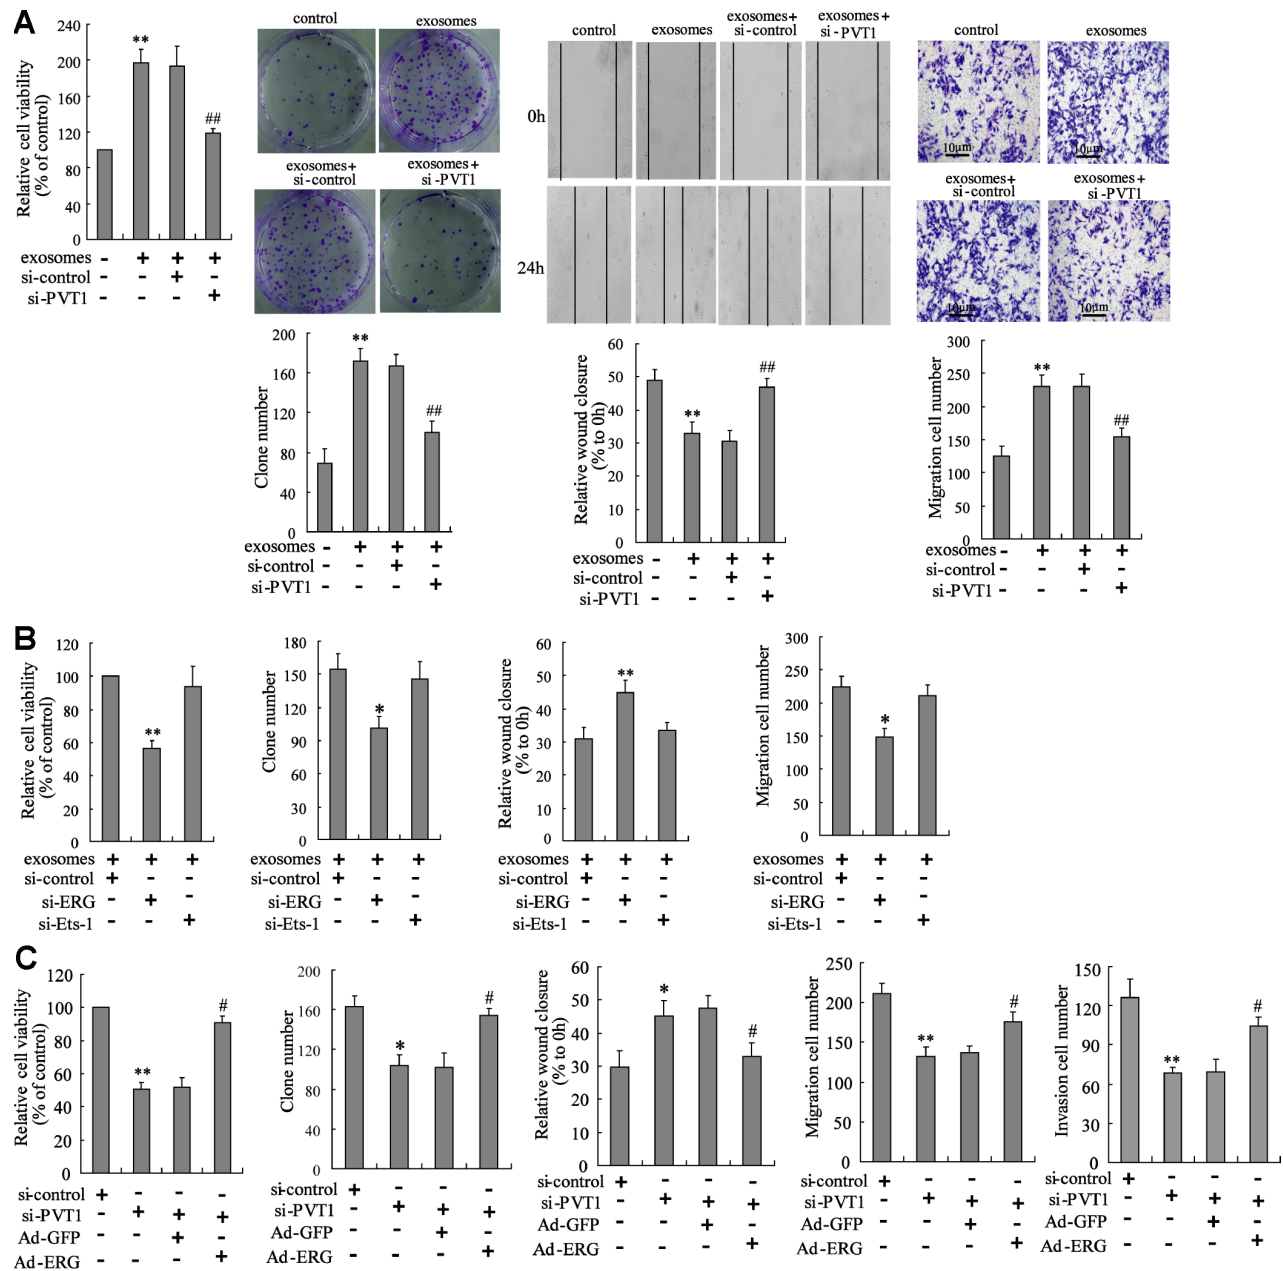 A
240
200
160
120
80
40
0
Relative cell viability
(% of control)
**
##
exosomes - + + +
si-control - - + -
si-PVT1 - - - +
control
exosomes
exosomes+
si-control
exosomes+
si-PVT1
200
160
120
80
40
0
Clone number
**
##
exosomes - + + +
si-control - - + -
si-PVT1 - - - +
control
exosomes
exosomes+
si-control
exosomes+
si-PVT1
0h
24h
60
50
40
30
20
10
0
Relative wound closure
(% to 0h)
**
##
exosomes - + + +
si-control - - + -
si-PVT1 - - - +
control
exosomes
10μm
10μm
exosomes+
si-control
exosomes+
si-PVT1
10μm
10μm
300
250
200
150
100
50
0
Migration cell number
**
##
exosomes - + + +
si-control - - + -
si-PVT1 - - - +
B
120
100
80
60
40
20
0
Relative cell viability
(% of control)
**
exosomes + + +
si-control + - -
si-ERG - + -
si-Ets-1 - - +
180
150
120
90
60
30
0
Clone number
*
exosomes + + +
si-control + - -
si-ERG - + -
si-Ets-1 - - +
60
50
40
30
20
10
0
Relative wound closure
(% to 0h)
**
exosomes + + +
si-control + - -
si-ERG - + -
si-Ets-1 - - +
300
250
200
150
100
50
0
Migration cell number
*
exosomes + + +
si-control + - -
si-ERG - + -
si-Ets-1 - - +
C
120
100
80
60
40
20
0
Relative cell viability
(% of control)
**
#
si-control + - - -
si-PVT1 - + + +
Ad-GFP - - + -
Ad-ERG - - - +
200
160
120
80
40
0
Clone number
*
#
si-control + - - -
si-PVT1 - + + +
Ad-GFP - - + -
Ad-ERG - - - +
60
50
40
30
20
10
0
Relative wound closure
(% to 0h)
*
#
si-control + - - -
si-PVT1 - + + +
Ad-GFP - - + -
Ad-ERG - - - +
250
200
150
100
50
0
Migration cell number
**
#
si-control + - - -
si-PVT1 - + + +
Ad-GFP - - + -
Ad-ERG - - - +
150
120
90
60
30
0
Invasion cell number
**
#
si-control + - - -
si-PVT1 - + + +
Ad-GFP - - + -
Ad-ERG - - - +